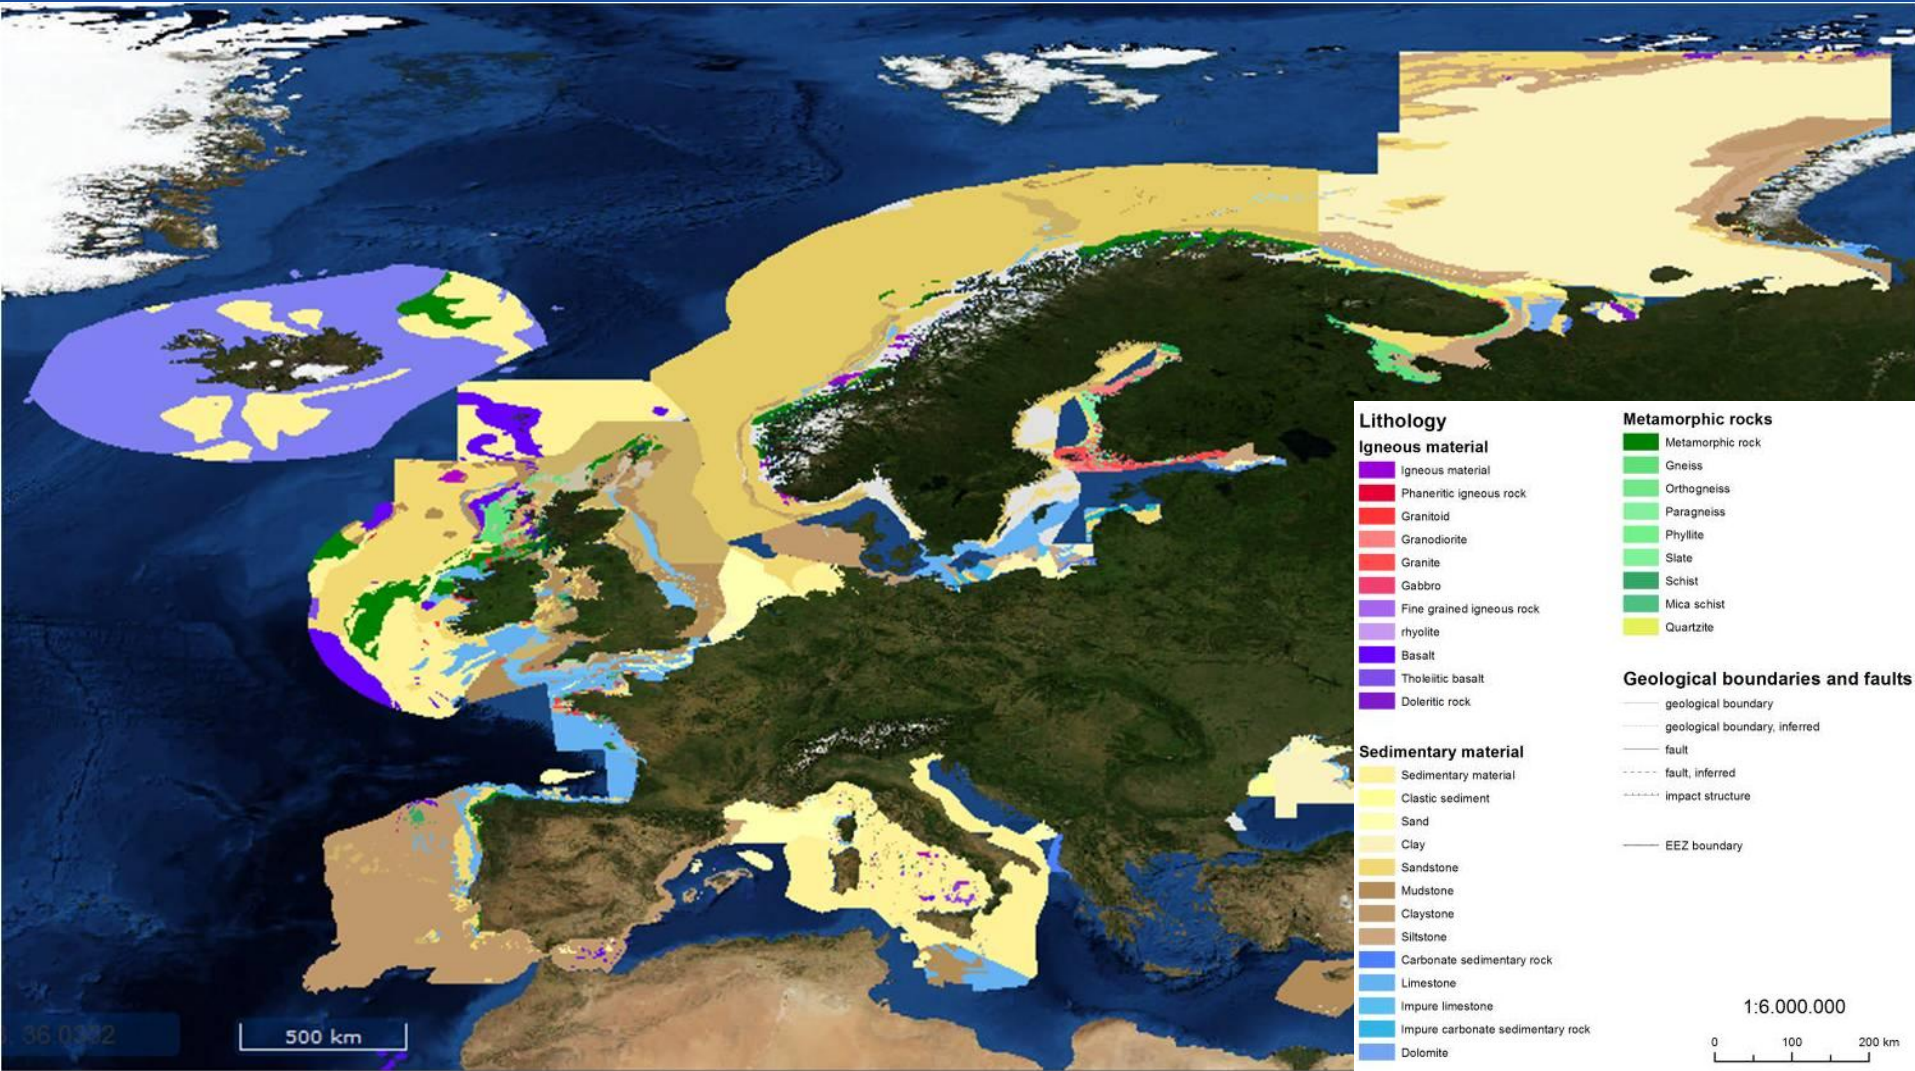 Lithology
Igneous material
Igneous material
Phaneritic igneous rock
Granitoid
Granodiorite
Granite
Gabbro
Fine grained igneous rock
rhyolite
Basalt
Tholeiitic basalt
Doleritic rock
Sedimentary material
Sedimentary material
Clastic sediment
Sand
Clay
Sandstone
Mudstone
Claystone
Siltstone
Carbonate sedimentary rock
Limestone
Impure limestone
Impure carbonate sedimentary rock
Dolomite
Metamorphic rocks
Metamorphic rock
Gneiss
Orthogneiss
Paragneiss
Phyllite
Slate
Schist
Mica schist
Quartzite
Geological boundaries and faults
geological boundary
geological boundary, inferred
fault
fault, inferred
impact structure
EEZ boundary
1:6.000.000
0 100 200 km
500 km